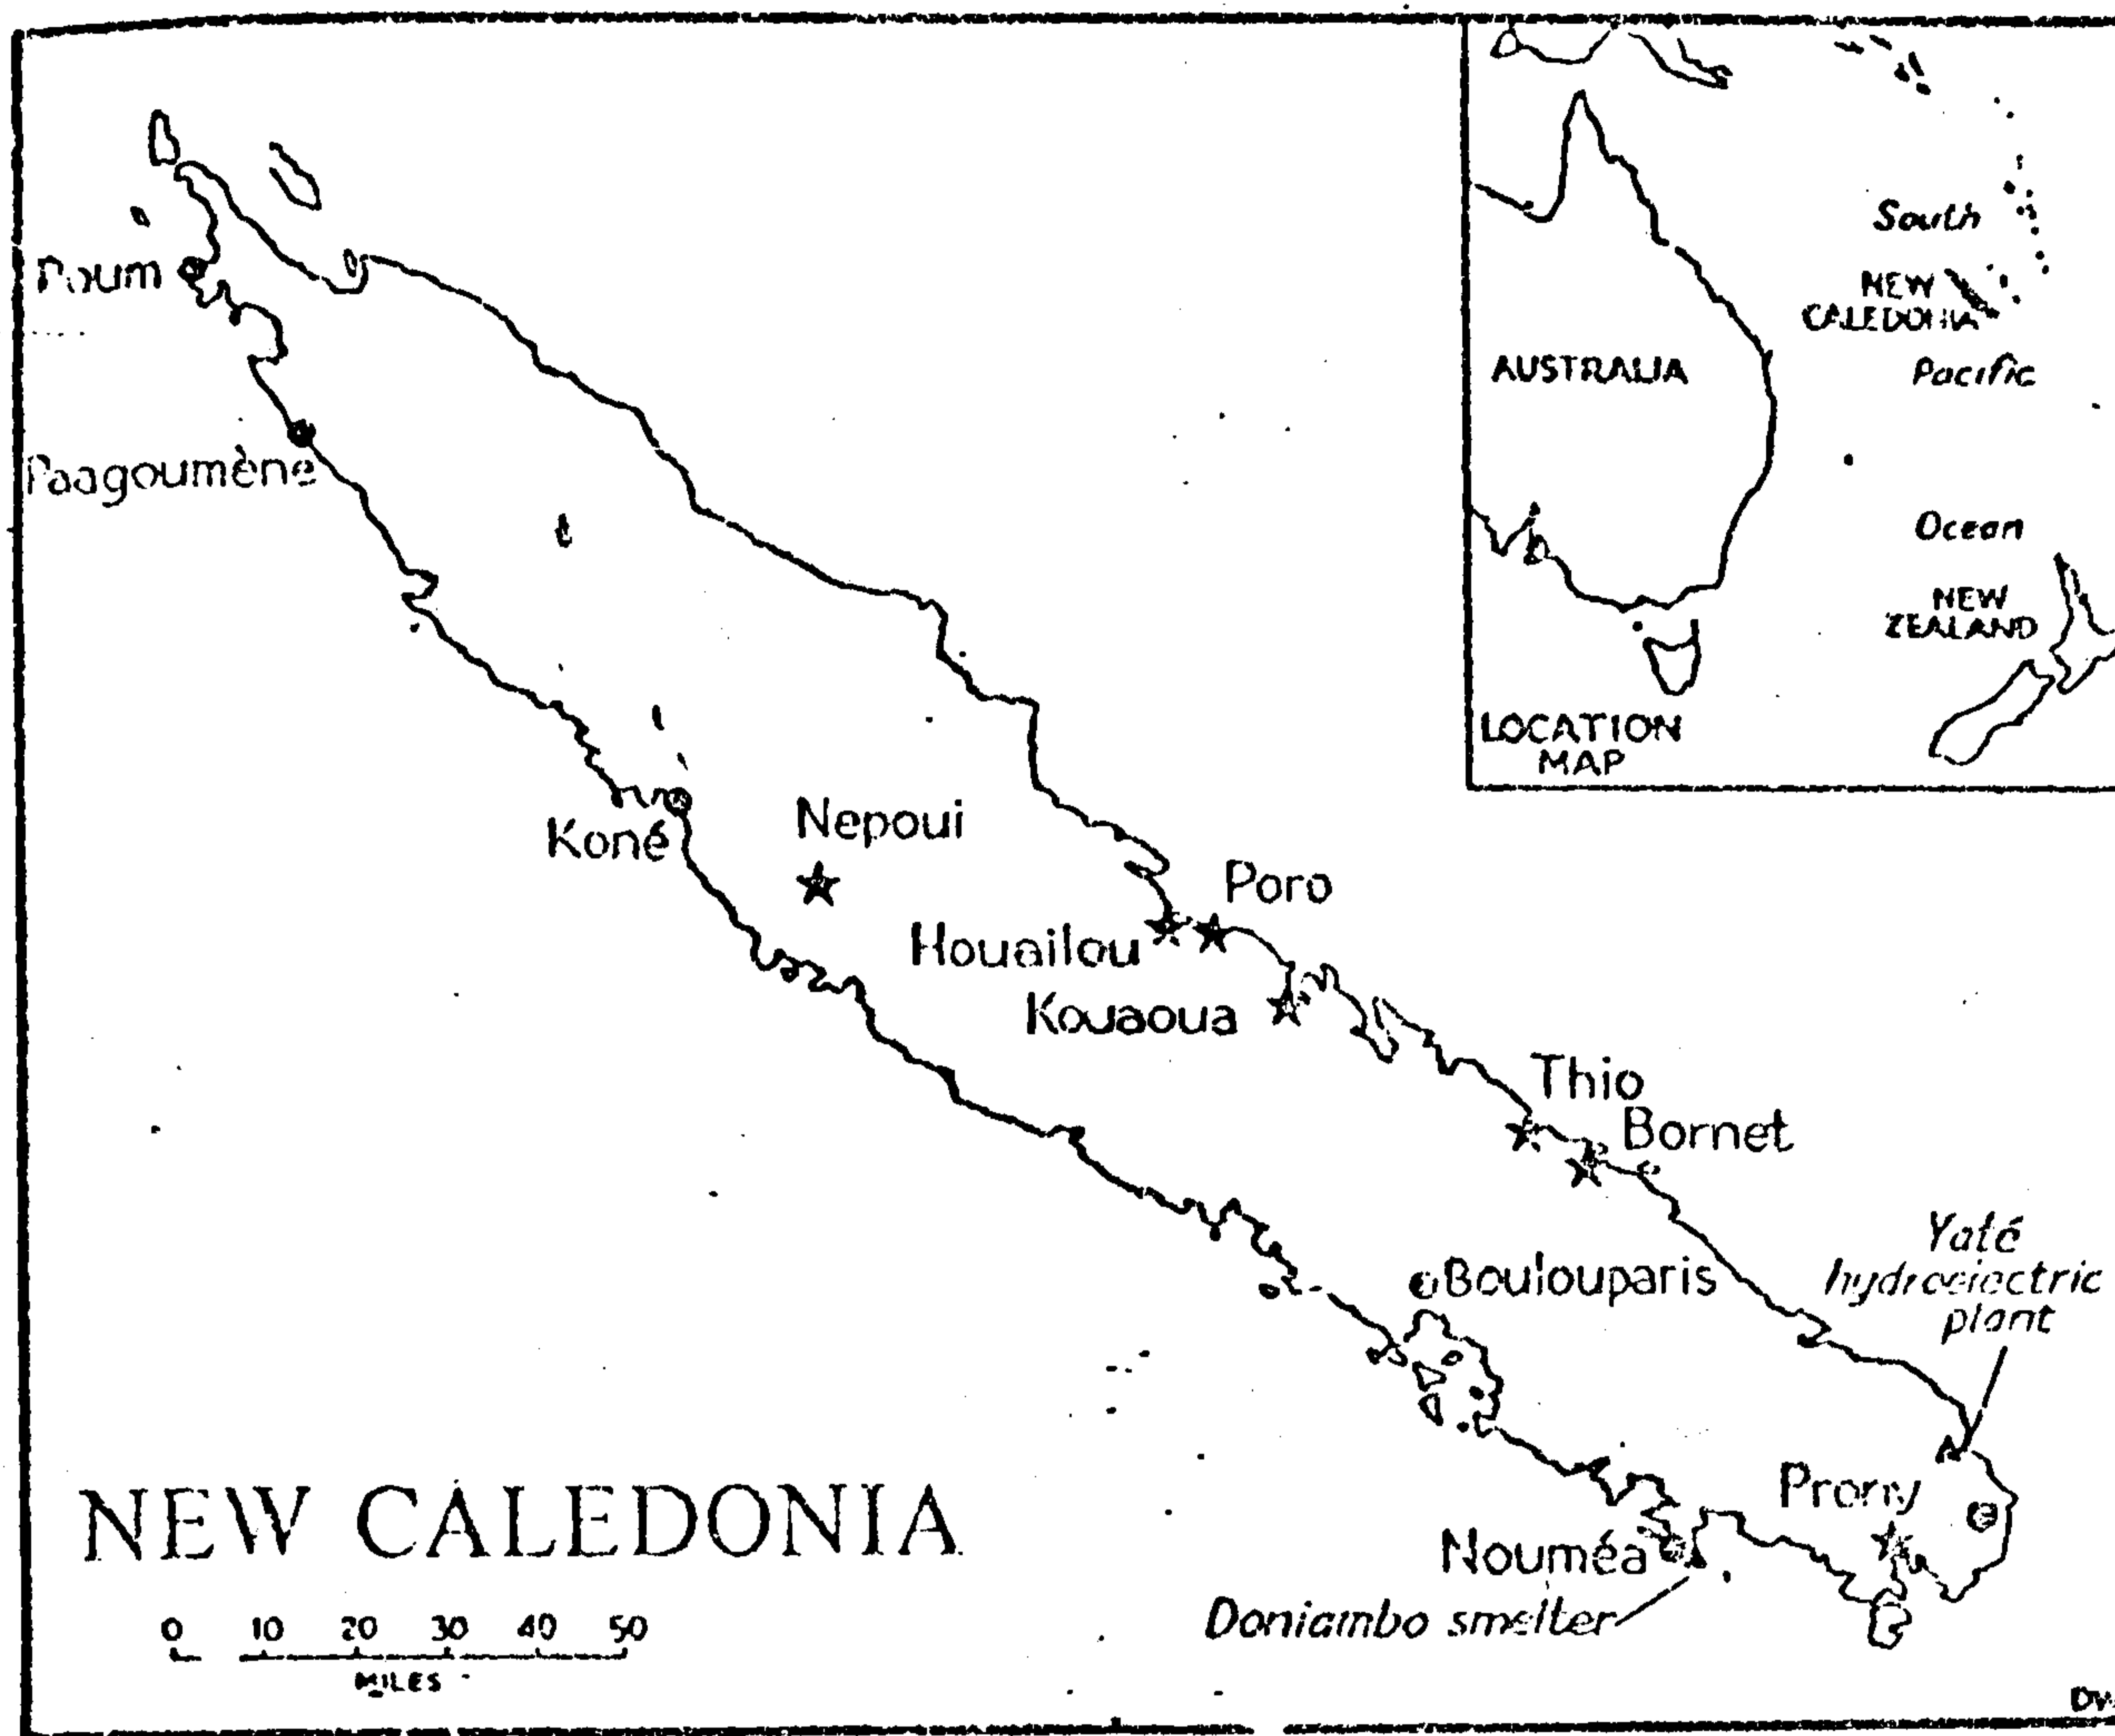 Poum
Paagoumène
Koné
Nepoui
Poro
Houailou
Kouaoua
Thio
Bornet
Boulouparis
Yaté
hydroelectric
plant
Prony
Nouméa
Doniambo smelter
NEW CALEDONIA
0 10 20 30 40 50
MILES
South
NEW
CALEDONIA
AUSTRALIA
Pacific
Ocean
NEW
ZEALAND
LOCATION
MAP